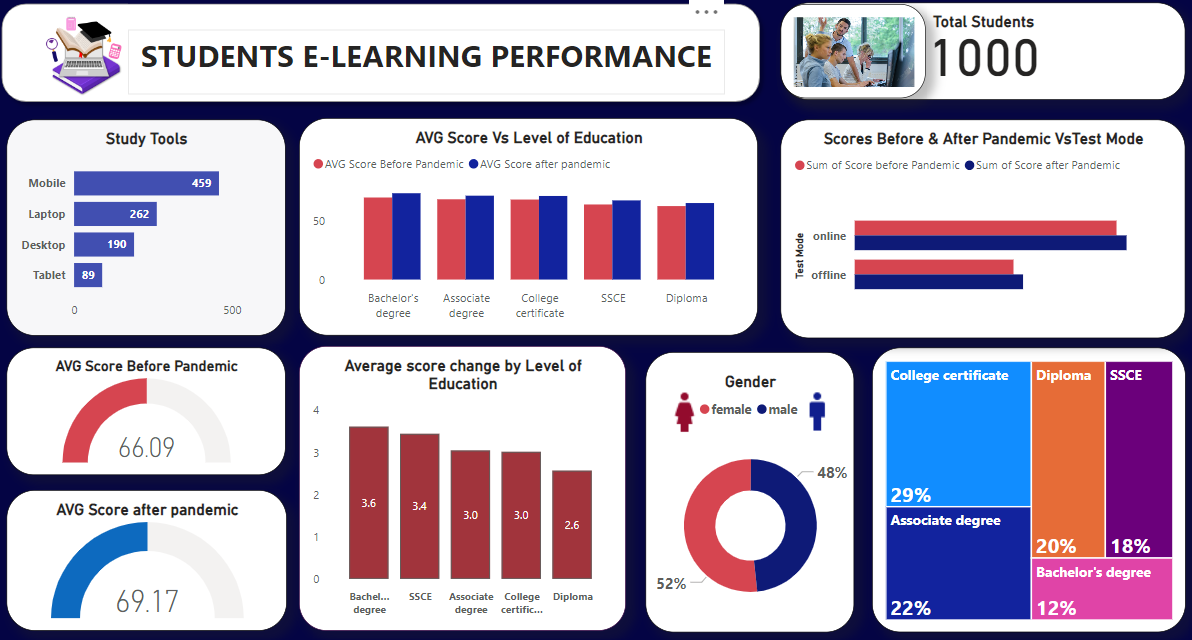 STUDENTS E-LEARNING PERFORMANCE
Total Students
1000
Study Tools
Mobile 459
Laptop 262
Desktop 190
Tablet 89
0 500
AVG Score Vs Level of Education
AVG Score Before Pandemic AVG Score after pandemic
50
0
Bachelor's Associate College SSCE Diploma
degree degree certificate
Scores Before & After Pandemic VsTest Mode
Sum of Score before Pandemic Sum of Score after Pandemic
Test Mode
online
offline
AVG Score Before Pandemic
66.09
AVG Score after pandemic
69.17
Average score change by Level of
Education
4
3
2
1
0
3.6 3.4 3.0 3.0 2.6
Bachel... SSCE Associate College Diploma
degree degree certific...
Gender
female male
48%
52%
College certificate
29%
Associate degree
22%
Diploma
20%
SSCE
18%
Bachelor's degree
12%